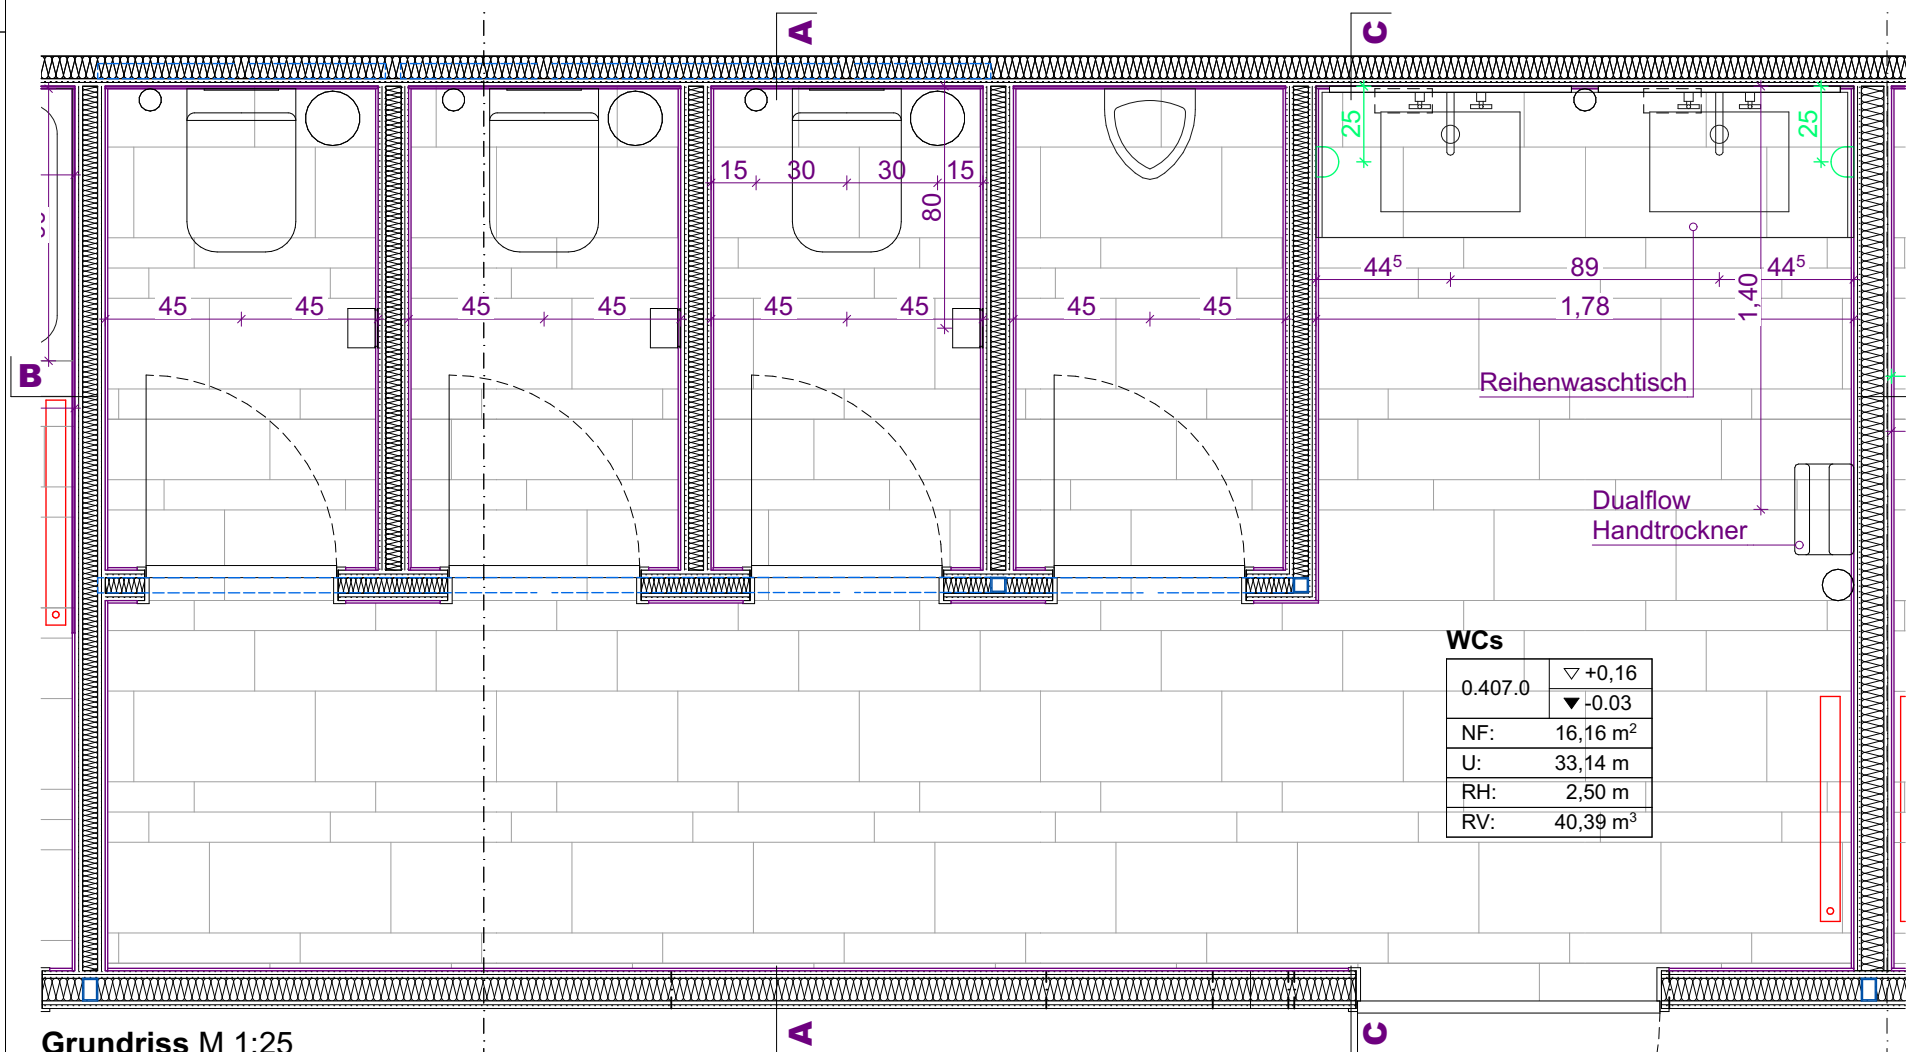 A
C
25
25
15
30
30
15
80
44⁵
89
44⁵
1,40
45
45
45
45
45
45
45
45
1,78
B
Reihenwaschtisch
Dualflow
Handtrockner
WCs
0.407.0
▽ +0,16
▼ -0.03
NF: 16,16 m²
U: 33,14 m
RH: 2,50 m
RV: 40,39 m³
A
C
Grundriss M 1:25